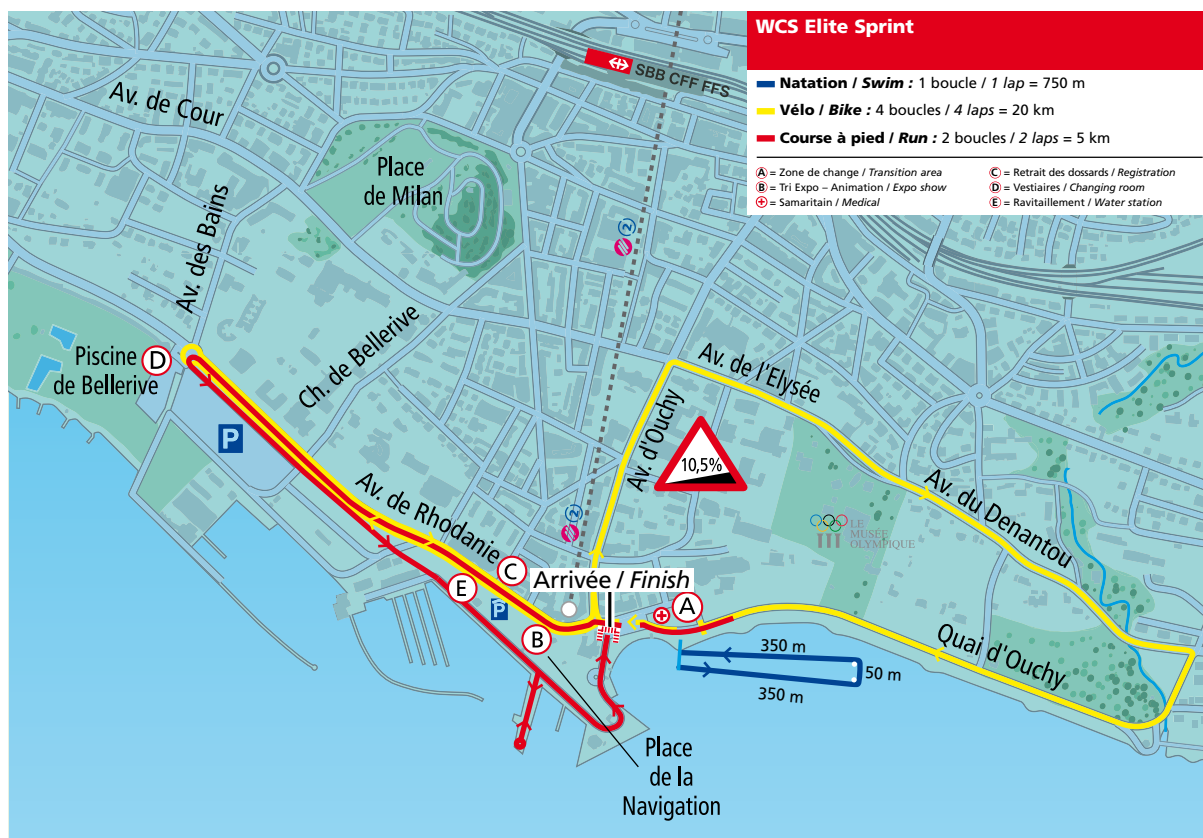 WCS Elite Sprint
Natation / Swim : 1 boucle / 1 lap = 750 m
Vélo / Bike : 4 boucles / 4 laps = 20 km
Course à pied / Run : 2 boucles / 2 laps = 5 km
A = Zone de change / Transition area
B = Tri Expo – Animation / Expo show
= Samaritain / Medical
C = Retrait des dossards / Registration
D = Vestiaires / Changing room
E = Ravitaillement / Water station
SBB CFF FFS
Av. de Cour
Place
de Milan
Av. des Bains
2
Piscine
de Bellerive
D
Ch. de Bellerive
P
Av. de l'Elysée
Av. d'Ouchy
10,5%
Av. de Rhodanie
2
LE
MUSÉE
OLYMPIQUE
Av. du Denantou
C
E
P
Arrivée / Finish
A
B
Quai d'Ouchy
350 m
50 m
350 m
Place
de la
Navigation